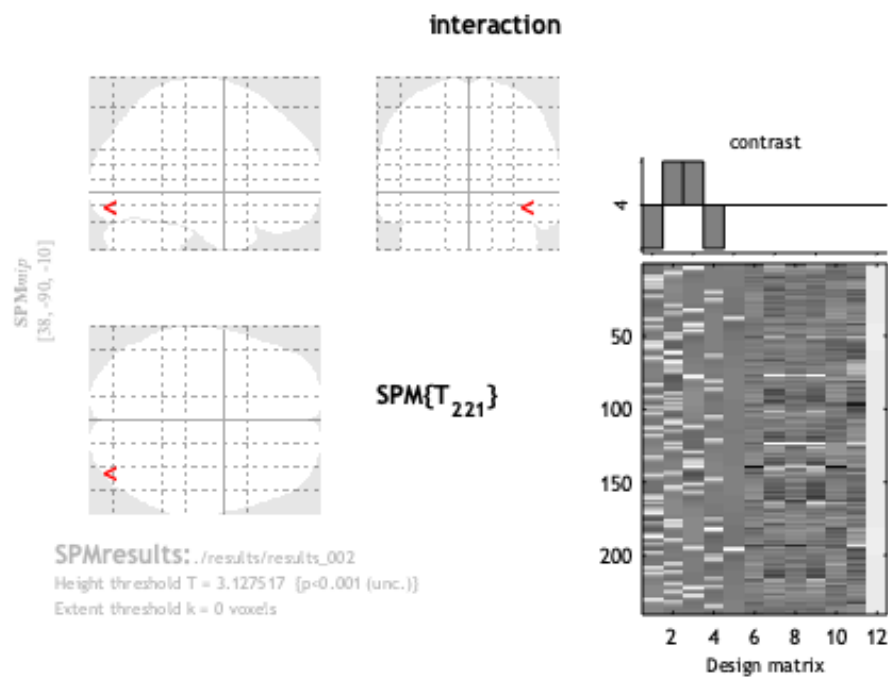 interaction
contrast
4
SPMmip
[38, -90, -10]
<
<
<
SPM{T221}
50
100
150
200
2 4 6 8 10 12
Design matrix
SPMresults: ./results/results_002
Height threshold T = 3.127517 {p<0.001 (unc.)}
Extent threshold k = 0 voxels